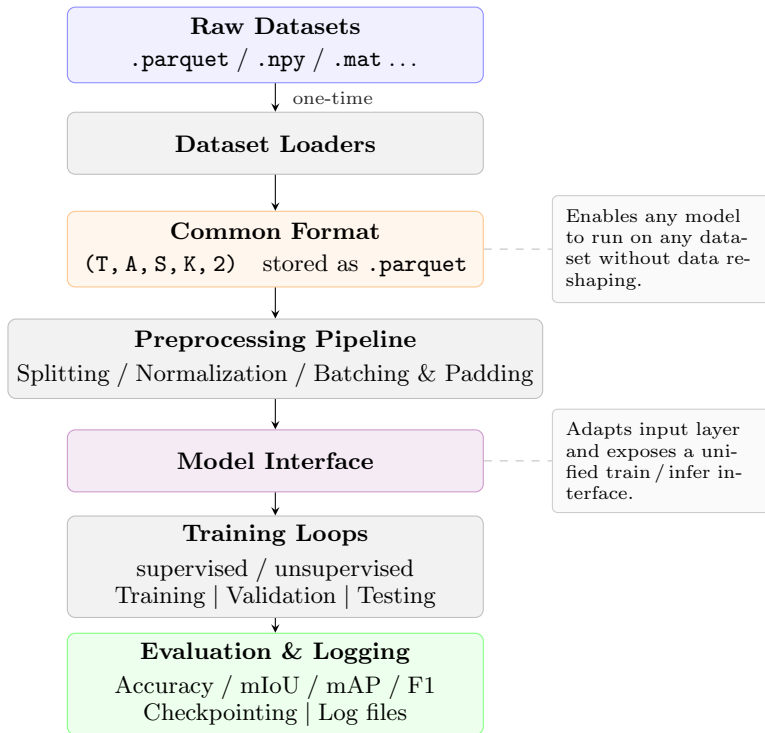 Raw Datasets
.parquet / .npy / .mat ...
one-time
Dataset Loaders
Common Format
(T, A, S, K, 2) stored as .parquet
Enables any model
to run on any data-
set without data re-
shaping.
Preprocessing Pipeline
Splitting / Normalization / Batching & Padding
Model Interface
Adapts input layer
and exposes a uni-
fied train / infer in-
terface.
Training Loops
supervised / unsupervised
Training | Validation | Testing
Evaluation & Logging
Accuracy / mIoU / mAP / F1
Checkpointing | Log files